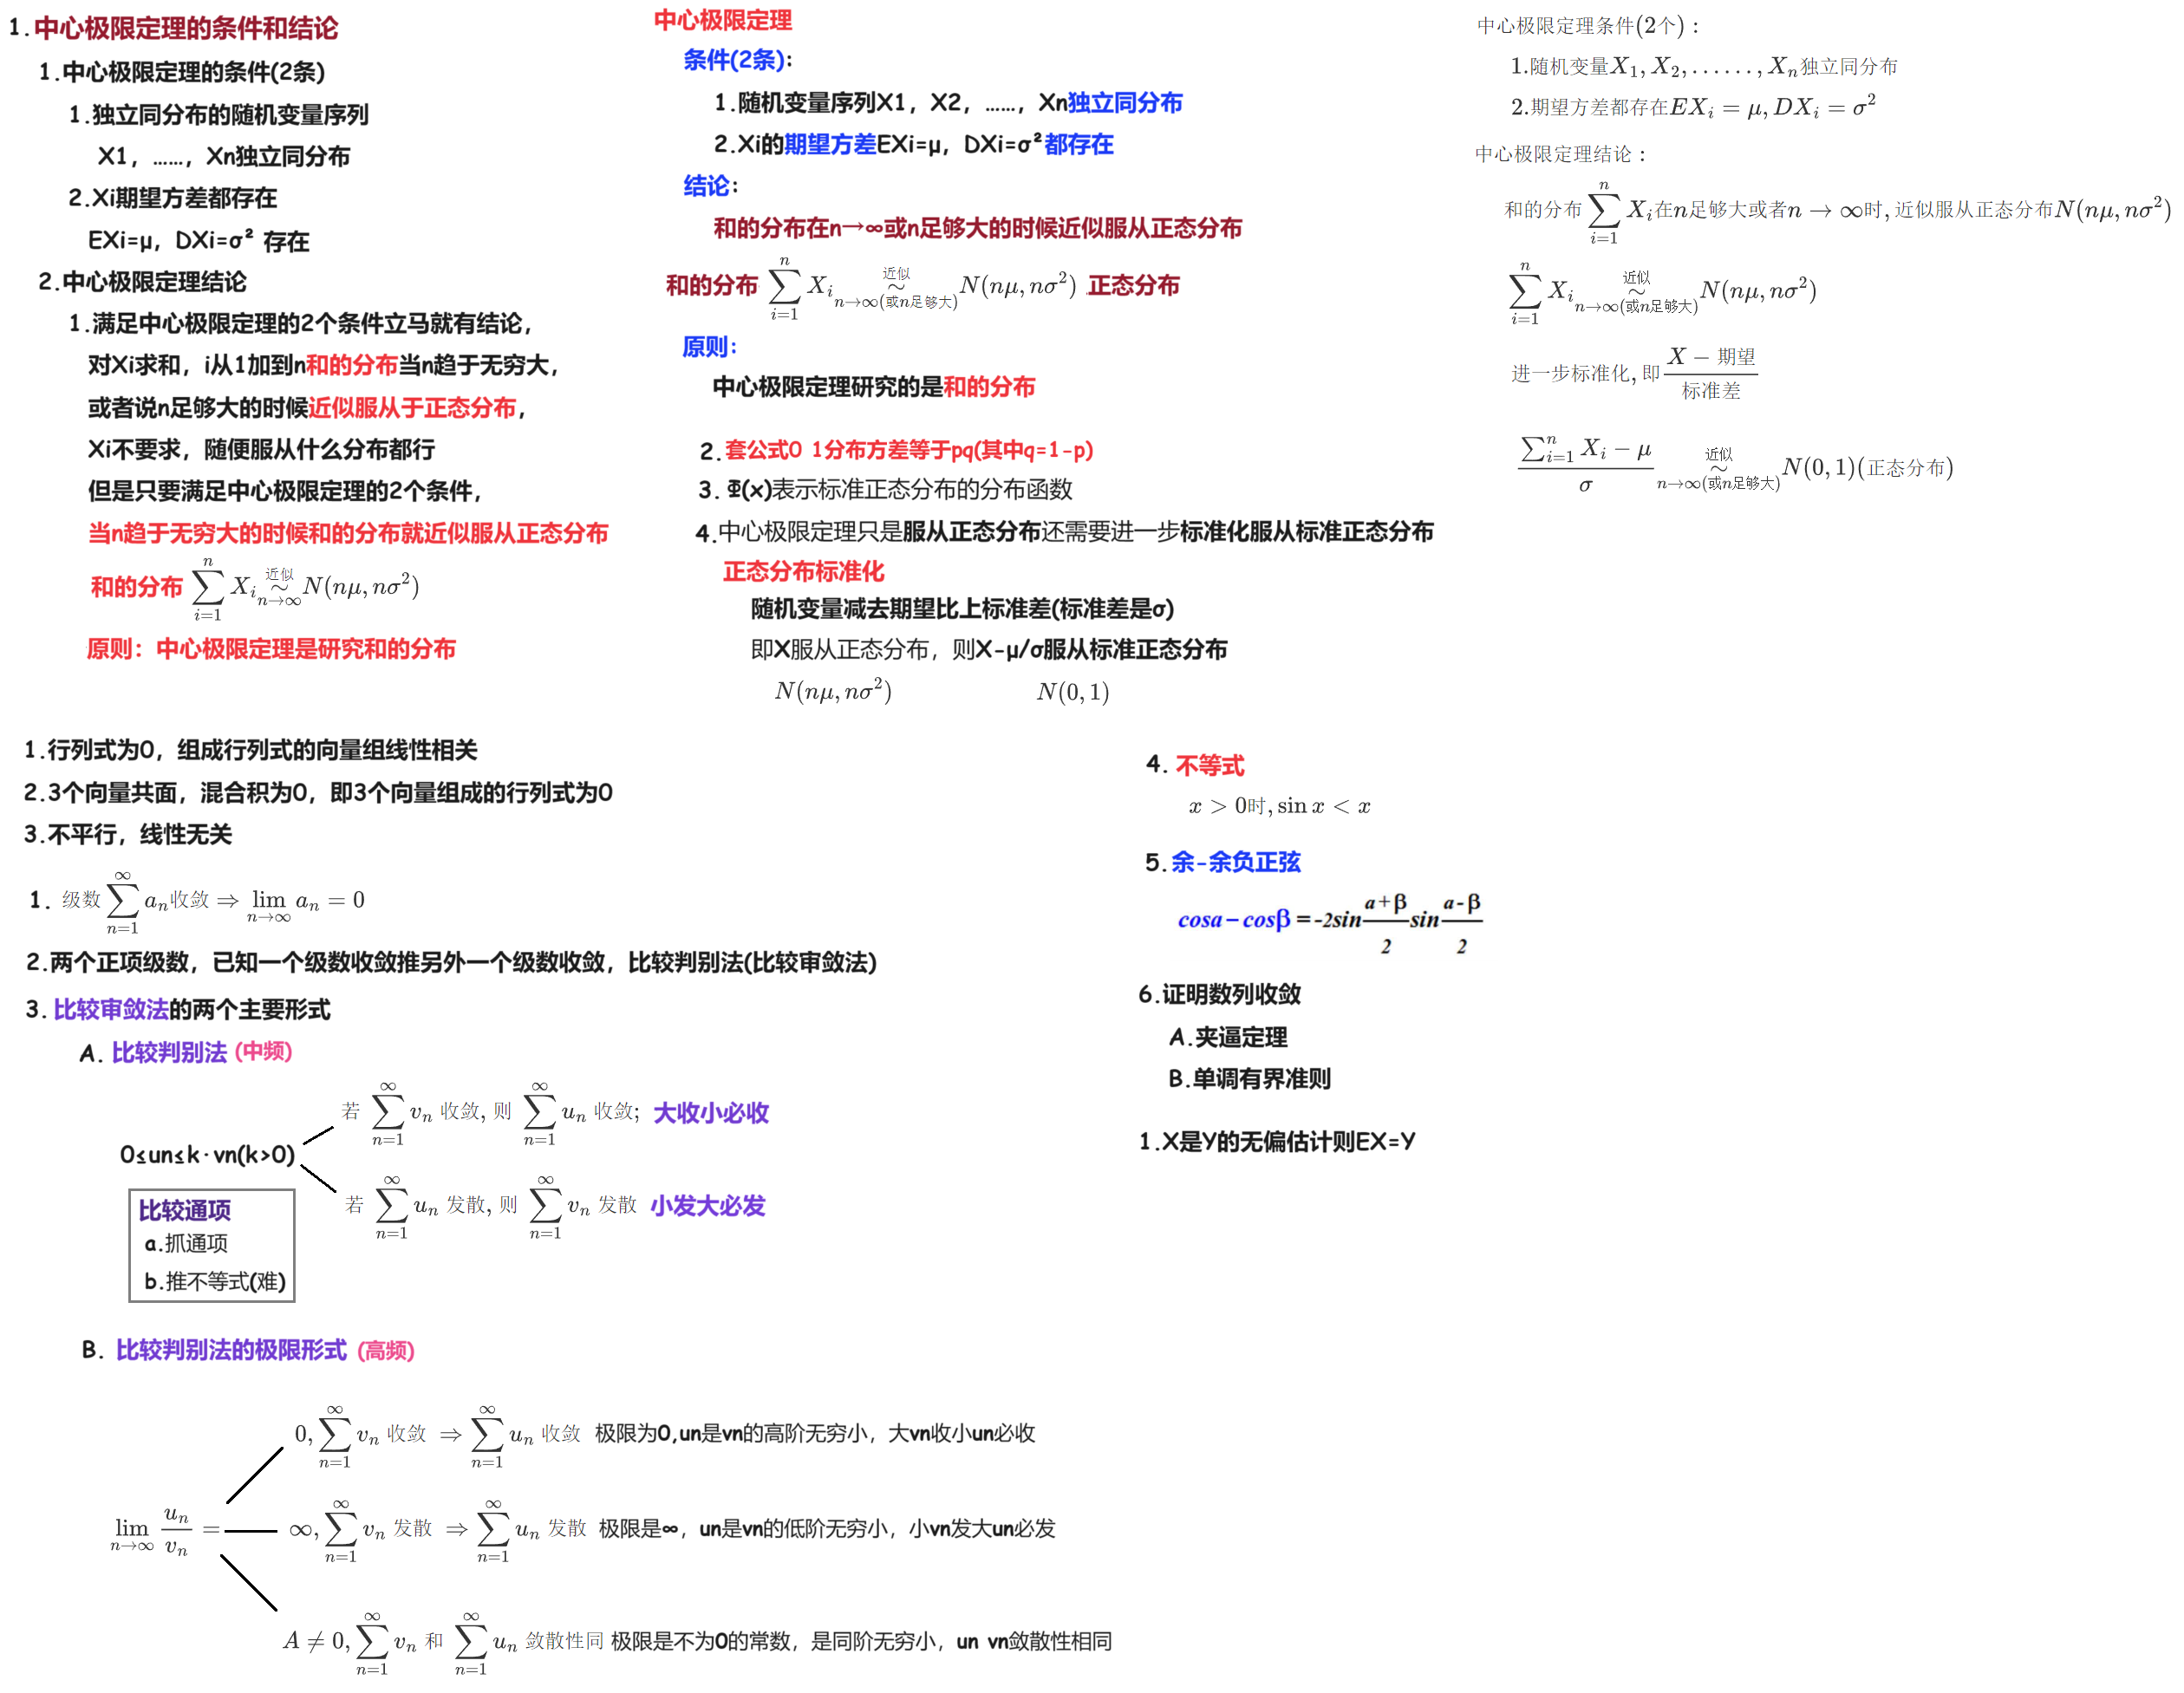 1.中心极限定理的条件和结论
1.中心极限定理的条件(2条)
1.独立同分布的随机变量序列
X1，……，Xn独立同分布
2.Xi期望方差都存在
EXi=μ，DXi=σ² 存在
2.中心极限定理结论
1.满足中心极限定理的2个条件立马就有结论，
对Xi求和，i从1加到n和的分布当n趋于无穷大，
或者说n足够大的时候近似服从于正态分布，
Xi不要求，随便服从什么分布都行
但是只要满足中心极限定理的2个条件，
当n趋于无穷大的时候和的分布就近似服从正态分布
和的分布 $\sum_{i=1}^{n} X_i \overset{近似}{\underset{n\to\infty}{\sim}} N(n\mu, n\sigma^2)$
原则：中心极限定理是研究和的分布
中心极限定理
条件(2条)：
1.随机变量序列X1，X2，……，Xn独立同分布
2.Xi的期望方差EXi=μ，DXi=σ²都存在
结论：
和的分布在n→∞或n足够大的时候近似服从正态分布
和的分布 $\sum_{i=1}^{n} X_i \overset{近似}{\underset{n\to\infty(或n足够大)}{\sim}} N(n\mu, n\sigma^2)$ 正态分布
原则：
中心极限定理研究的是和的分布
2.套公式0 1分布方差等于pq(其中q=1-p)
3.Φ(x)表示标准正态分布的分布函数
4.中心极限定理只是服从正态分布还需要进一步标准化服从标准正态分布
正态分布标准化
随机变量减去期望比上标准差(标准差是σ)
即X服从正态分布，则X-μ/σ服从标准正态分布
$N(n\mu, n\sigma^2)$ $N(0,1)$
中心极限定理条件(2个)：
1.随机变量$X_1, X_2, ......, X_n$独立同分布
2.期望方差都存在$EX_i = \mu, DX_i = \sigma^2$
中心极限定理结论：
和的分布 $\sum_{i=1}^{n} X_i$在$n$足够大或者$n \to \infty$时, 近似服从正态分布$N(n\mu, n\sigma^2)$
$\sum_{i=1}^{n} X_i \overset{近似}{\underset{n\to\infty(或n足够大)}{\sim}} N(n\mu, n\sigma^2)$
进一步标准化, 即$\frac{X - 期望}{标准差}$
$\frac{\sum_{i=1}^{n} X_i - \mu}{\sigma} \overset{近似}{\underset{n\to\infty(或n足够大)}{\sim}} N(0,1)$(正态分布)
1.行列式为0，组成行列式的向量组线性相关
2.3个向量共面，混合积为0，即3个向量组成的行列式为0
3.不平行，线性无关
1. 级数 $\sum_{n=1}^{\infty} a_n$收敛 $\Rightarrow \lim_{n\to\infty} a_n = 0$
2.两个正项级数，已知一个级数收敛推另外一个级数收敛，比较判别法(比较审敛法)
3.比较审敛法的两个主要形式
A. 比较判别法 (中频)
若 $\sum_{n=1}^{\infty} v_n$ 收敛, 则 $\sum_{n=1}^{\infty} u_n$ 收敛; 大收小必收
0≤un≤k·vn(k>0)
若 $\sum_{n=1}^{\infty} u_n$ 发散, 则 $\sum_{n=1}^{\infty} v_n$ 发散 小发大必发
比较通项
a.抓通项
b.推不等式(难)
B. 比较判别法的极限形式 (高频)
$0, \sum_{n=1}^{\infty} v_n$ 收敛 $\Rightarrow \sum_{n=1}^{\infty} u_n$ 收敛 极限为0,un是vn的高阶无穷小，大vn收小un必收
$\lim_{n\to\infty} \frac{u_n}{v_n} =$ $\infty, \sum_{n=1}^{\infty} v_n$ 发散 $\Rightarrow \sum_{n=1}^{\infty} u_n$ 发散 极限是∞，un是vn的低阶无穷小，小vn发大un必发
$A \neq 0, \sum_{n=1}^{\infty} v_n$ 和 $\sum_{n=1}^{\infty} u_n$ 敛散性同 极限是不为0的常数，是同阶无穷小，un vn敛散性相同
4. 不等式
$x > 0$时, $\sin x < x$
5.余-余负正弦
$cosa - cosβ = -2sin\frac{a+β}{2}sin\frac{a-β}{2}$
6.证明数列收敛
A.夹逼定理
B.单调有界准则
1.X是Y的无偏估计则EX=Y